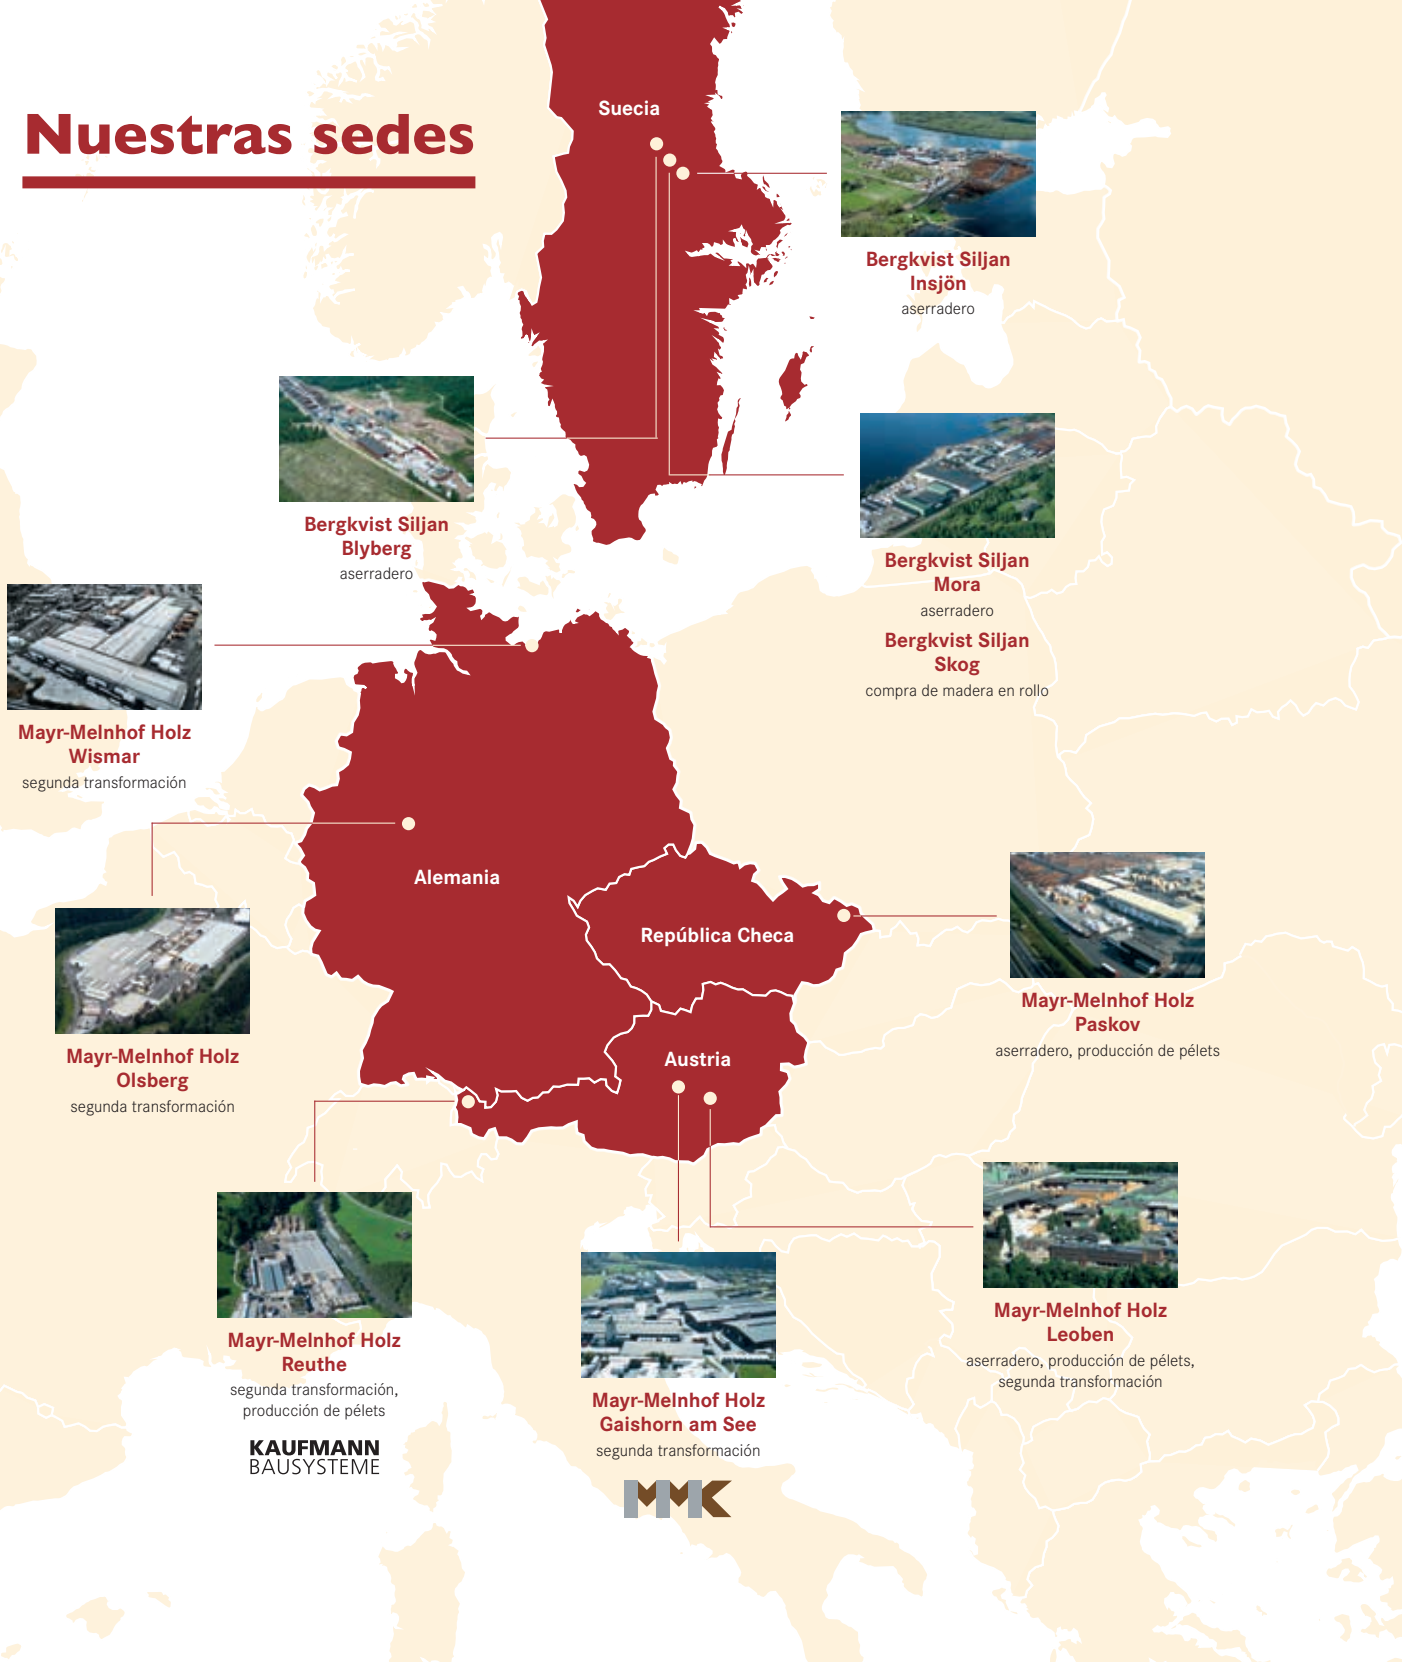 Nuestras sedes
Suecia
Bergkvist Siljan
Insjön
aserradero
Bergkvist Siljan
Blyberg
aserradero
Bergkvist Siljan
Mora
aserradero
Bergkvist Siljan
Skog
compra de madera en rollo
Mayr-Melnhof Holz
Wismar
segunda transformación
Alemania
República Checa
Mayr-Melnhof Holz
Paskov
aserradero, producción de pélets
Mayr-Melnhof Holz
Olsberg
segunda transformación
Austria
Mayr-Melnhof Holz
Reuthe
segunda transformación,
producción de pélets
KAUFMANN
BAUSYSTEME
Mayr-Melnhof Holz
Gaishorn am See
segunda transformación
MMK
Mayr-Melnhof Holz
Leoben
aserradero, producción de pélets,
segunda transformación